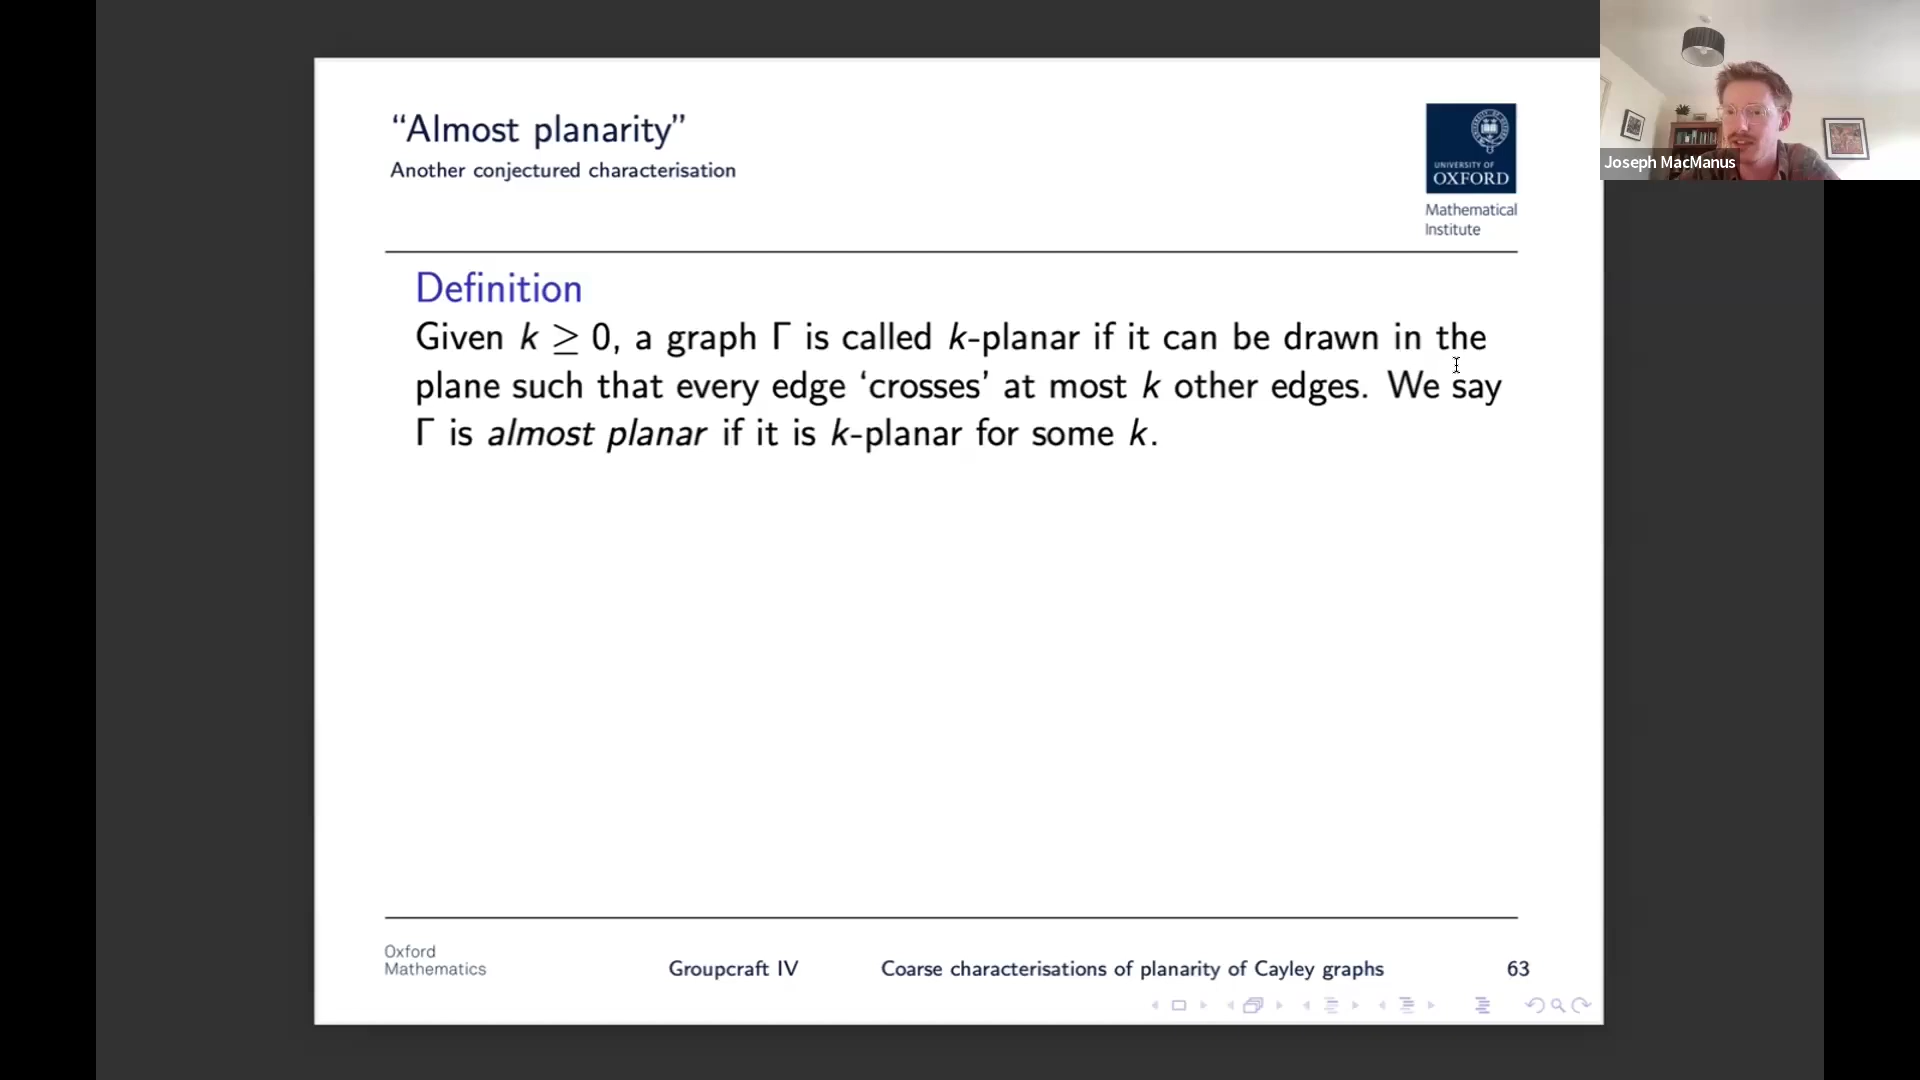 “Almost planarity”
Another conjectured characterisation
UNIVERSITY OF
OXFORD
Mathematical
Institute
Joseph MacManus
Definition
Given k ≥ 0, a graph Γ is called k-planar if it can be drawn in the
plane such that every edge ‘crosses’ at most k other edges. We say
Γ is almost planar if it is k-planar for some k.
Oxford
Mathematics
Groupcraft IV
Coarse characterisations of planarity of Cayley graphs
63